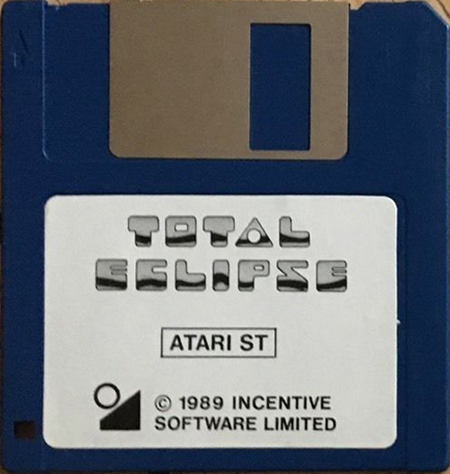 TOTAL
ECLIPSE
ATARI ST
© 1989 INCENTIVE
SOFTWARE LIMITED